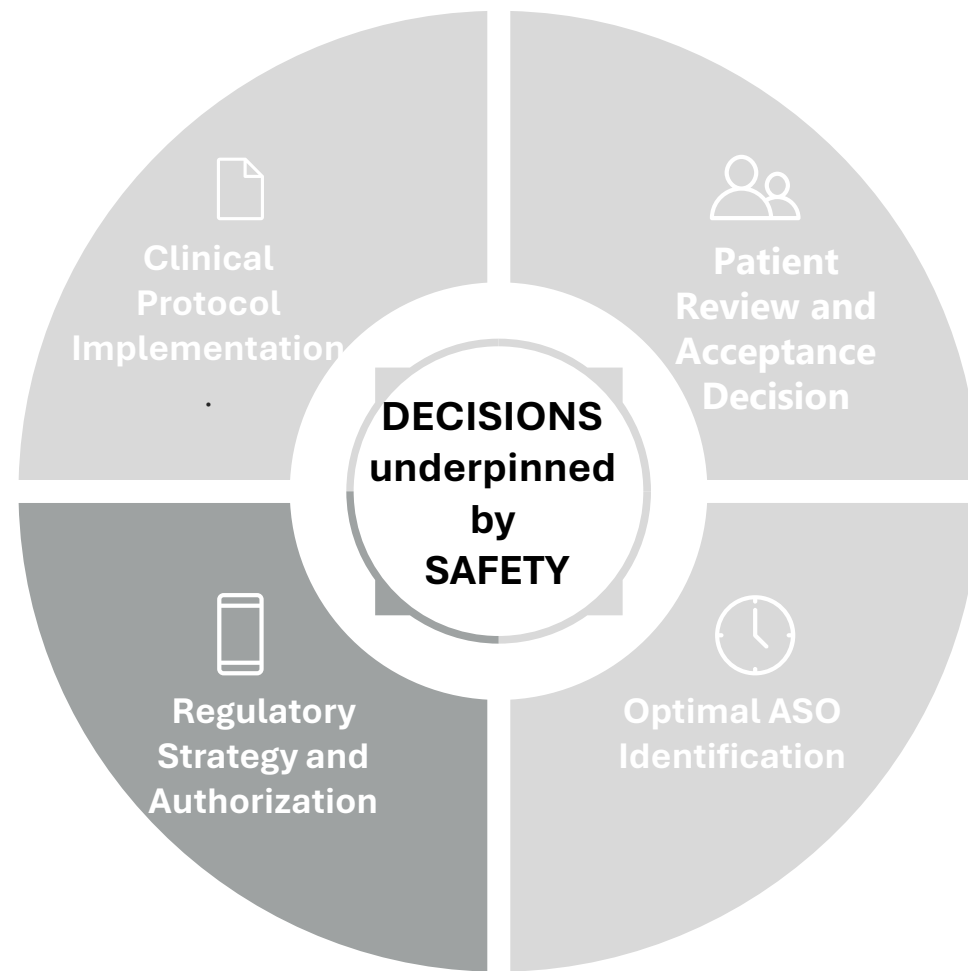 Clinical
Protocol
Implementation
.
Patient
Review and
Acceptance
Decision
DECISIONS
underpinned
by
SAFETY
Regulatory
Strategy and
Authorization
Optimal ASO
Identification